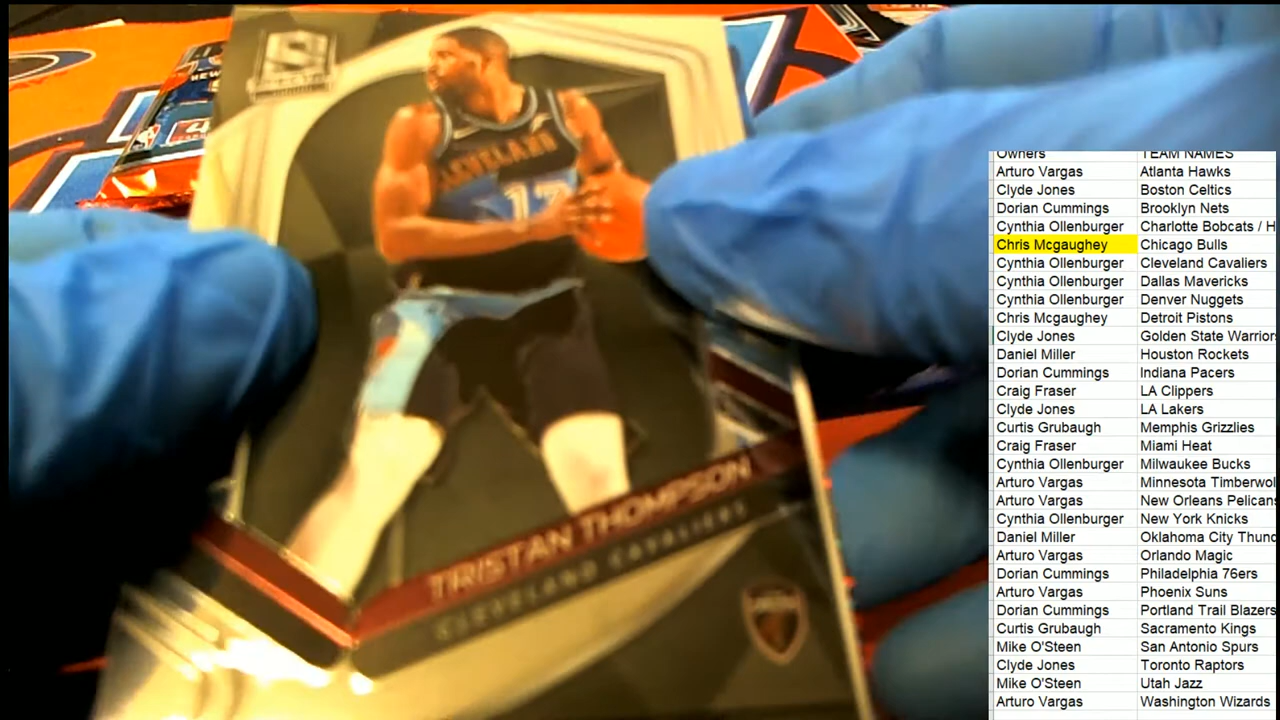 NEW
CLEVELAND
13
TRISTAN THOMPSON
CLEVELAND CAVALIERS
Owners TEAM NAMES
Arturo Vargas Atlanta Hawks
Clyde Jones Boston Celtics
Dorian Cummings Brooklyn Nets
Cynthia Ollenburger Charlotte Bobcats / H
Chris Mcgaughey Chicago Bulls
Cynthia Ollenburger Cleveland Cavaliers
Cynthia Ollenburger Dallas Mavericks
Cynthia Ollenburger Denver Nuggets
Chris Mcgaughey Detroit Pistons
Clyde Jones Golden State Warriors
Daniel Miller Houston Rockets
Dorian Cummings Indiana Pacers
Craig Fraser LA Clippers
Clyde Jones LA Lakers
Curtis Grubaugh Memphis Grizzlies
Craig Fraser Miami Heat
Cynthia Ollenburger Milwaukee Bucks
Arturo Vargas Minnesota Timberwol
Arturo Vargas New Orleans Pelicans
Cynthia Ollenburger New York Knicks
Daniel Miller Oklahoma City Thunc
Arturo Vargas Orlando Magic
Dorian Cummings Philadelphia 76ers
Arturo Vargas Phoenix Suns
Dorian Cummings Portland Trail Blazers
Curtis Grubaugh Sacramento Kings
Mike O'Steen San Antonio Spurs
Clyde Jones Toronto Raptors
Mike O'Steen Utah Jazz
Arturo Vargas Washington Wizards